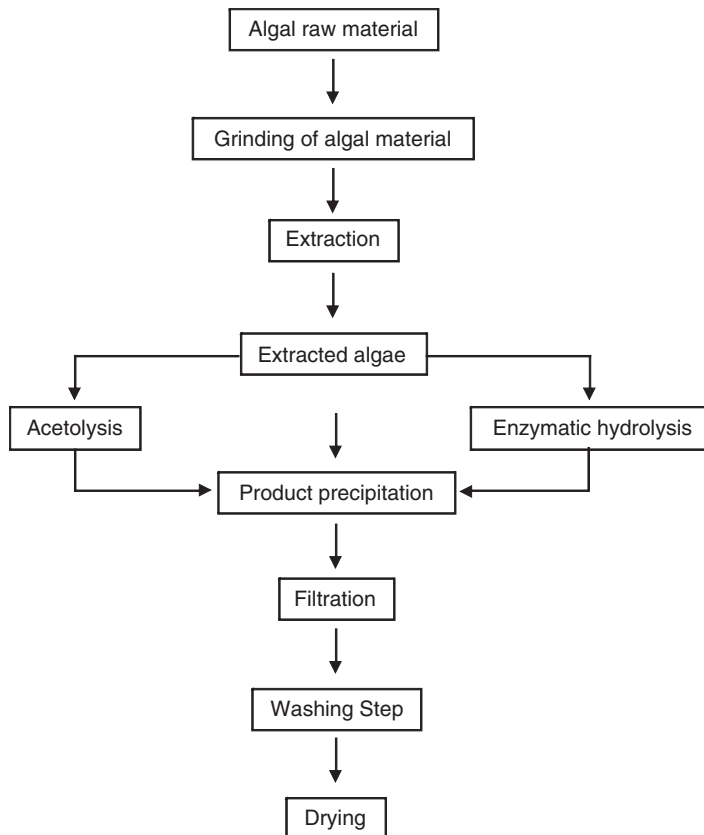 Algal raw material
Grinding of algal material
Extraction
Extracted algae
Acetolysis
Enzymatic hydrolysis
Product precipitation
Filtration
Washing Step
Drying